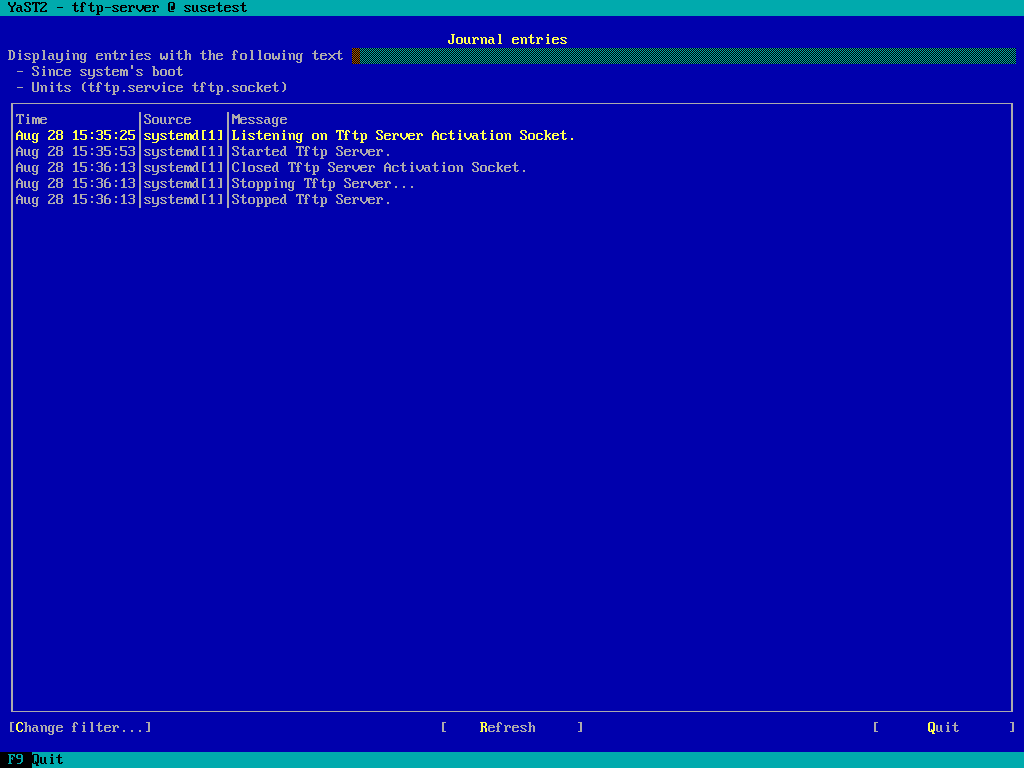 YaST2 - tftp-server @ susetest
Journal entries
Displaying entries with the following text
- Since system's boot
- Units (tftp.service tftp.socket)
Time |Source |Message
Aug 28 15:35:25|systemd[1]|Listening on Tftp Server Activation Socket.
Aug 28 15:35:53|systemd[1]|Started Tftp Server.
Aug 28 15:36:13|systemd[1]|Closed Tftp Server Activation Socket.
Aug 28 15:36:13|systemd[1]|Stopping Tftp Server...
Aug 28 15:36:13|systemd[1]|Stopped Tftp Server.
[Change filter...] [ Refresh ] [ Quit ]
F9 Quit